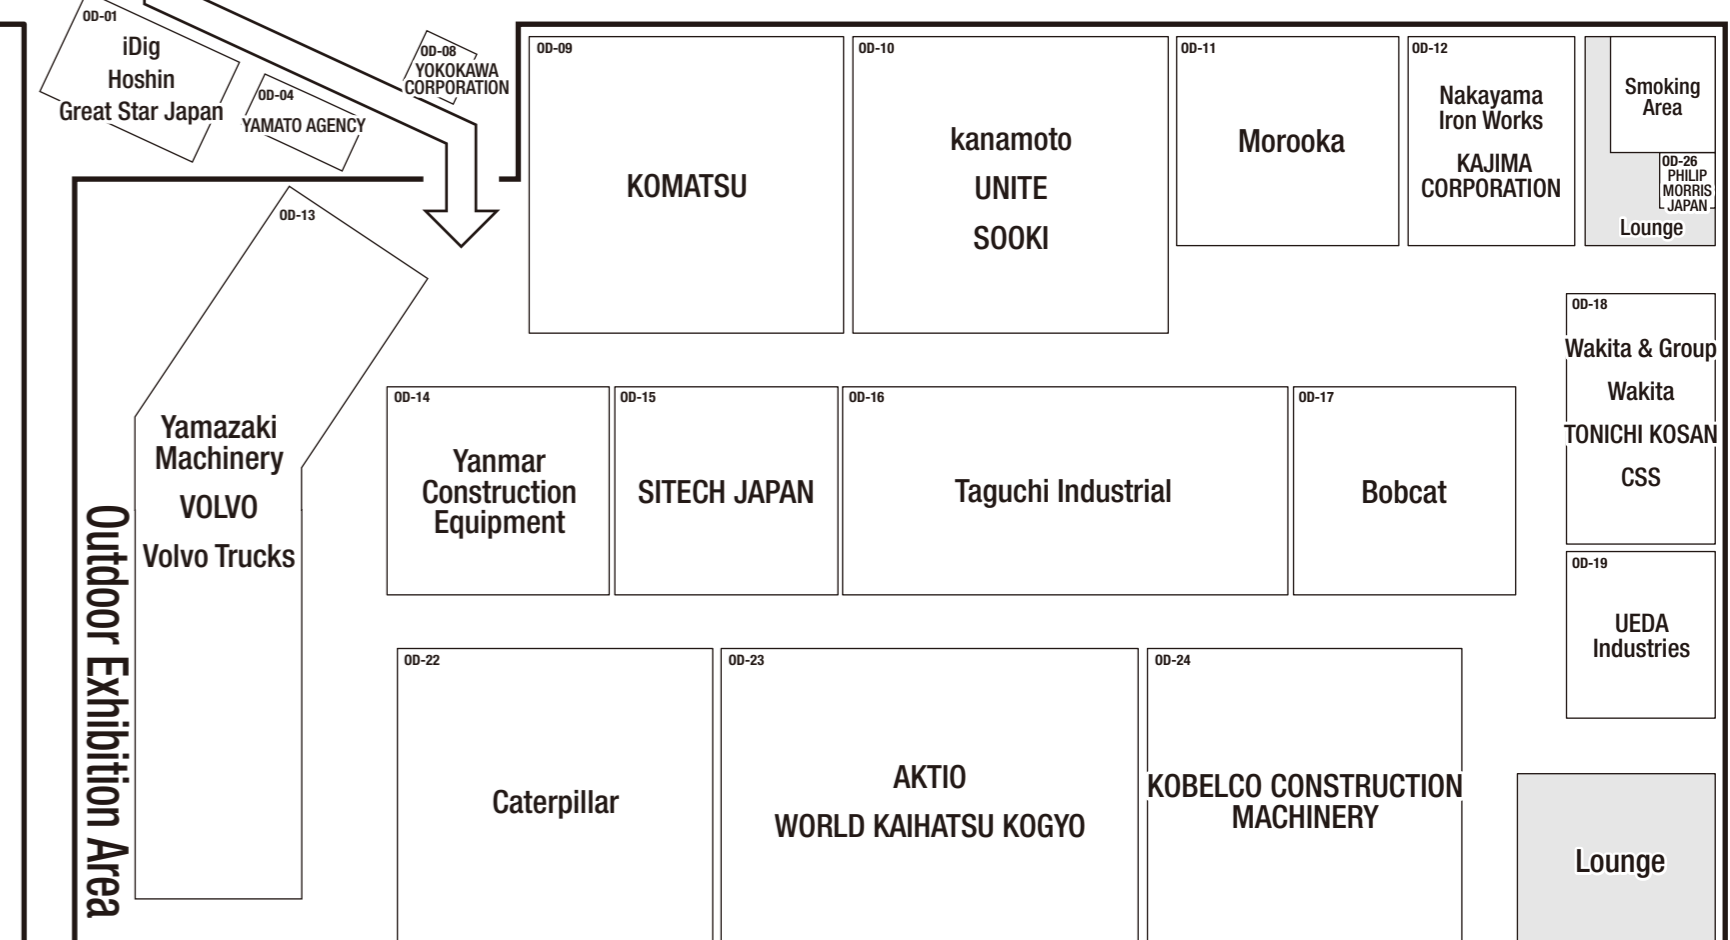 OD-01
iDig
Hoshin
Great Star Japan
OD-04
YAMATO AGENCY
OD-08
YOKOKAWA
CORPORATION
OD-09
KOMATSU
OD-10
kanamoto
UNITE
SOOKI
OD-11
Morooka
OD-12
Nakayama
Iron Works
KAJIMA
CORPORATION
Smoking
Area
OD-26
PHILIP
MORRIS
JAPAN
Lounge
OD-13
Yamazaki
Machinery
VOLVO
Volvo Trucks
OD-14
Yanmar
Construction
Equipment
OD-15
SITECH JAPAN
OD-16
Taguchi Industrial
OD-17
Bobcat
OD-18
Wakita & Group
Wakita
TONICHI KOSAN
CSS
OD-19
UEDA
Industries
Outdoor Exhibition Area
OD-22
Caterpillar
OD-23
AKTIO
WORLD KAIHATSU KOGYO
OD-24
KOBELCO CONSTRUCTION
MACHINERY
Lounge